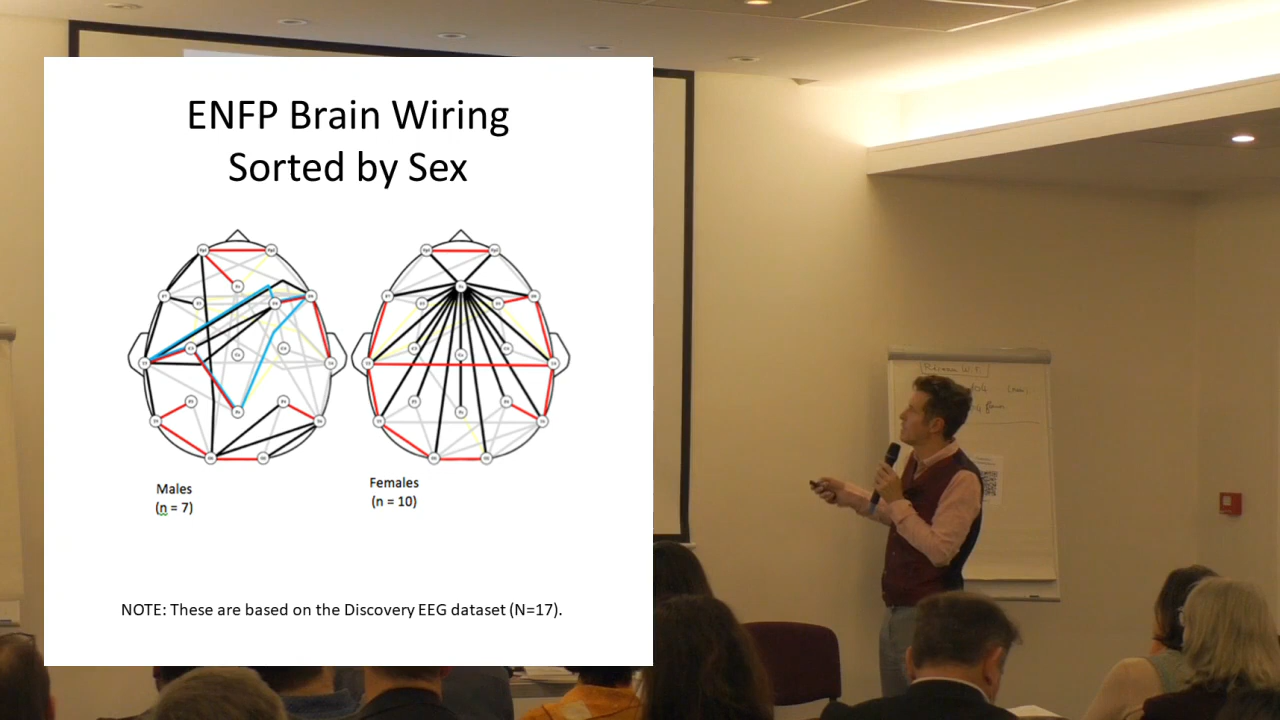 ENFP Brain Wiring
Sorted by Sex
Males
(n = 7)
Females
(n = 10)
NOTE: These are based on the Discovery EEG dataset (N=17).